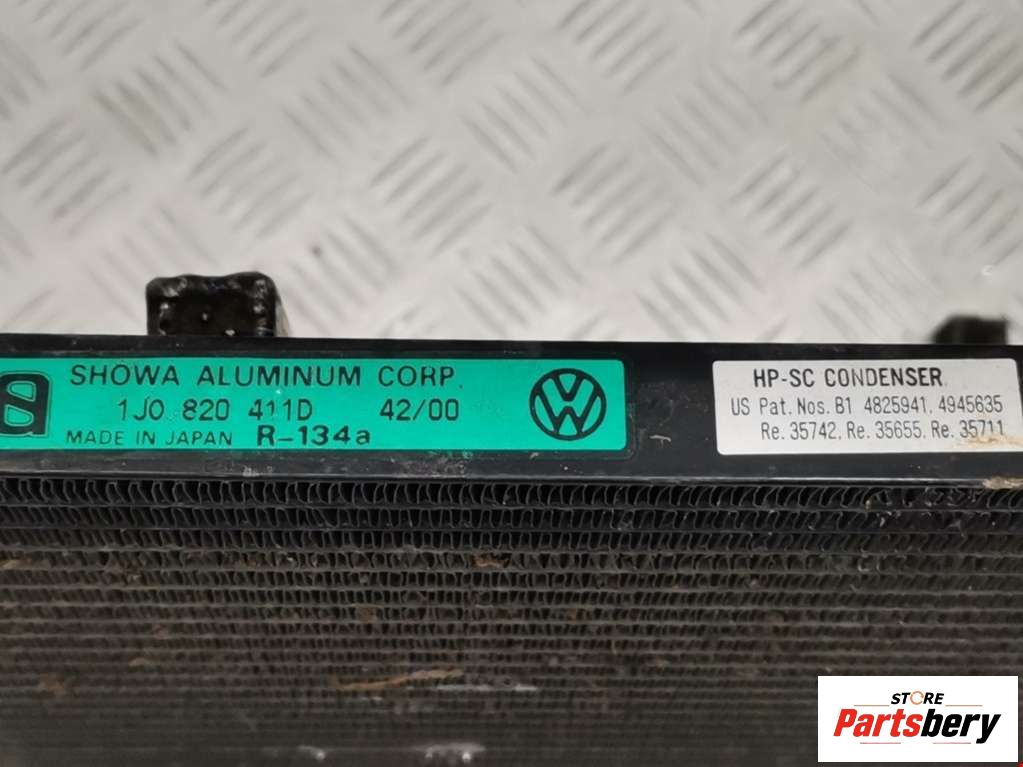 SHOWA ALUMINUM CORP.
1J0 820 411D 42/00
MADE IN JAPAN R-134a
HP-SC CONDENSER
US Pat. Nos. B1 4825941, 4945635
Re. 35742, Re. 35655, Re. 35711
STORE
Partsbery